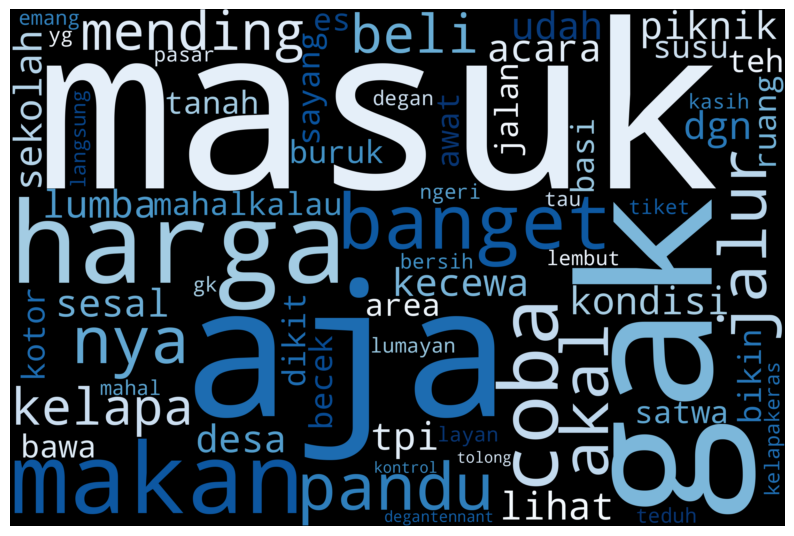 emang
yg
mending
pasar
sekolah
masuk
langsung
tanah
sayang
es
beli
degan
buruk
awat
udah
acara
jalan
basi
piknik
susu
teh
kasih
dgn
ruang
lumba
mahalkalau
ngeri
tau
tiket
harga
banget
bersih
lembut
gak
jalur
gk
kecewa
kotor
sesal
nya
dikit
area
aja
becek
lumayan
coba
akal
kondisi
bikin
mahal
kelapa
satwa
kelapakeras
bawa
desa
tpi
layan
makan
kontrol
tolong
pandu
lihat
degantennant
teduh